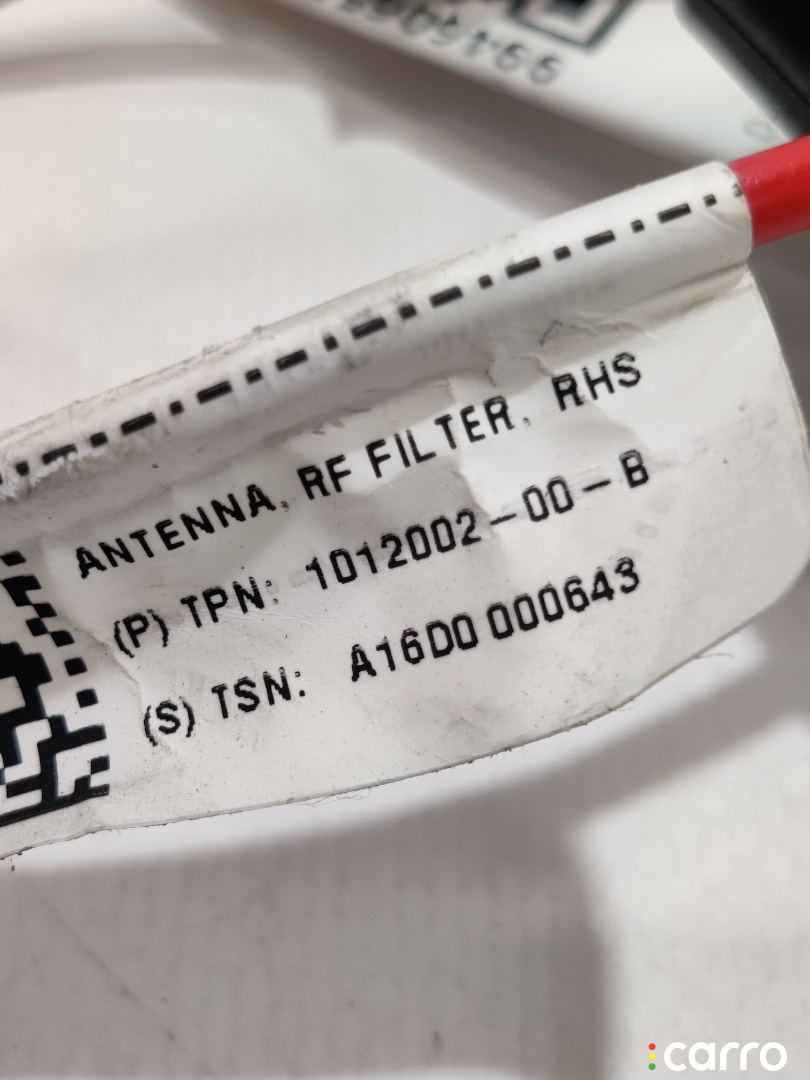 ANTENNA, RF FILTER, RHS
(P) TPN: 1012002-00-B
(S) TSN: A16D0 000643
carro